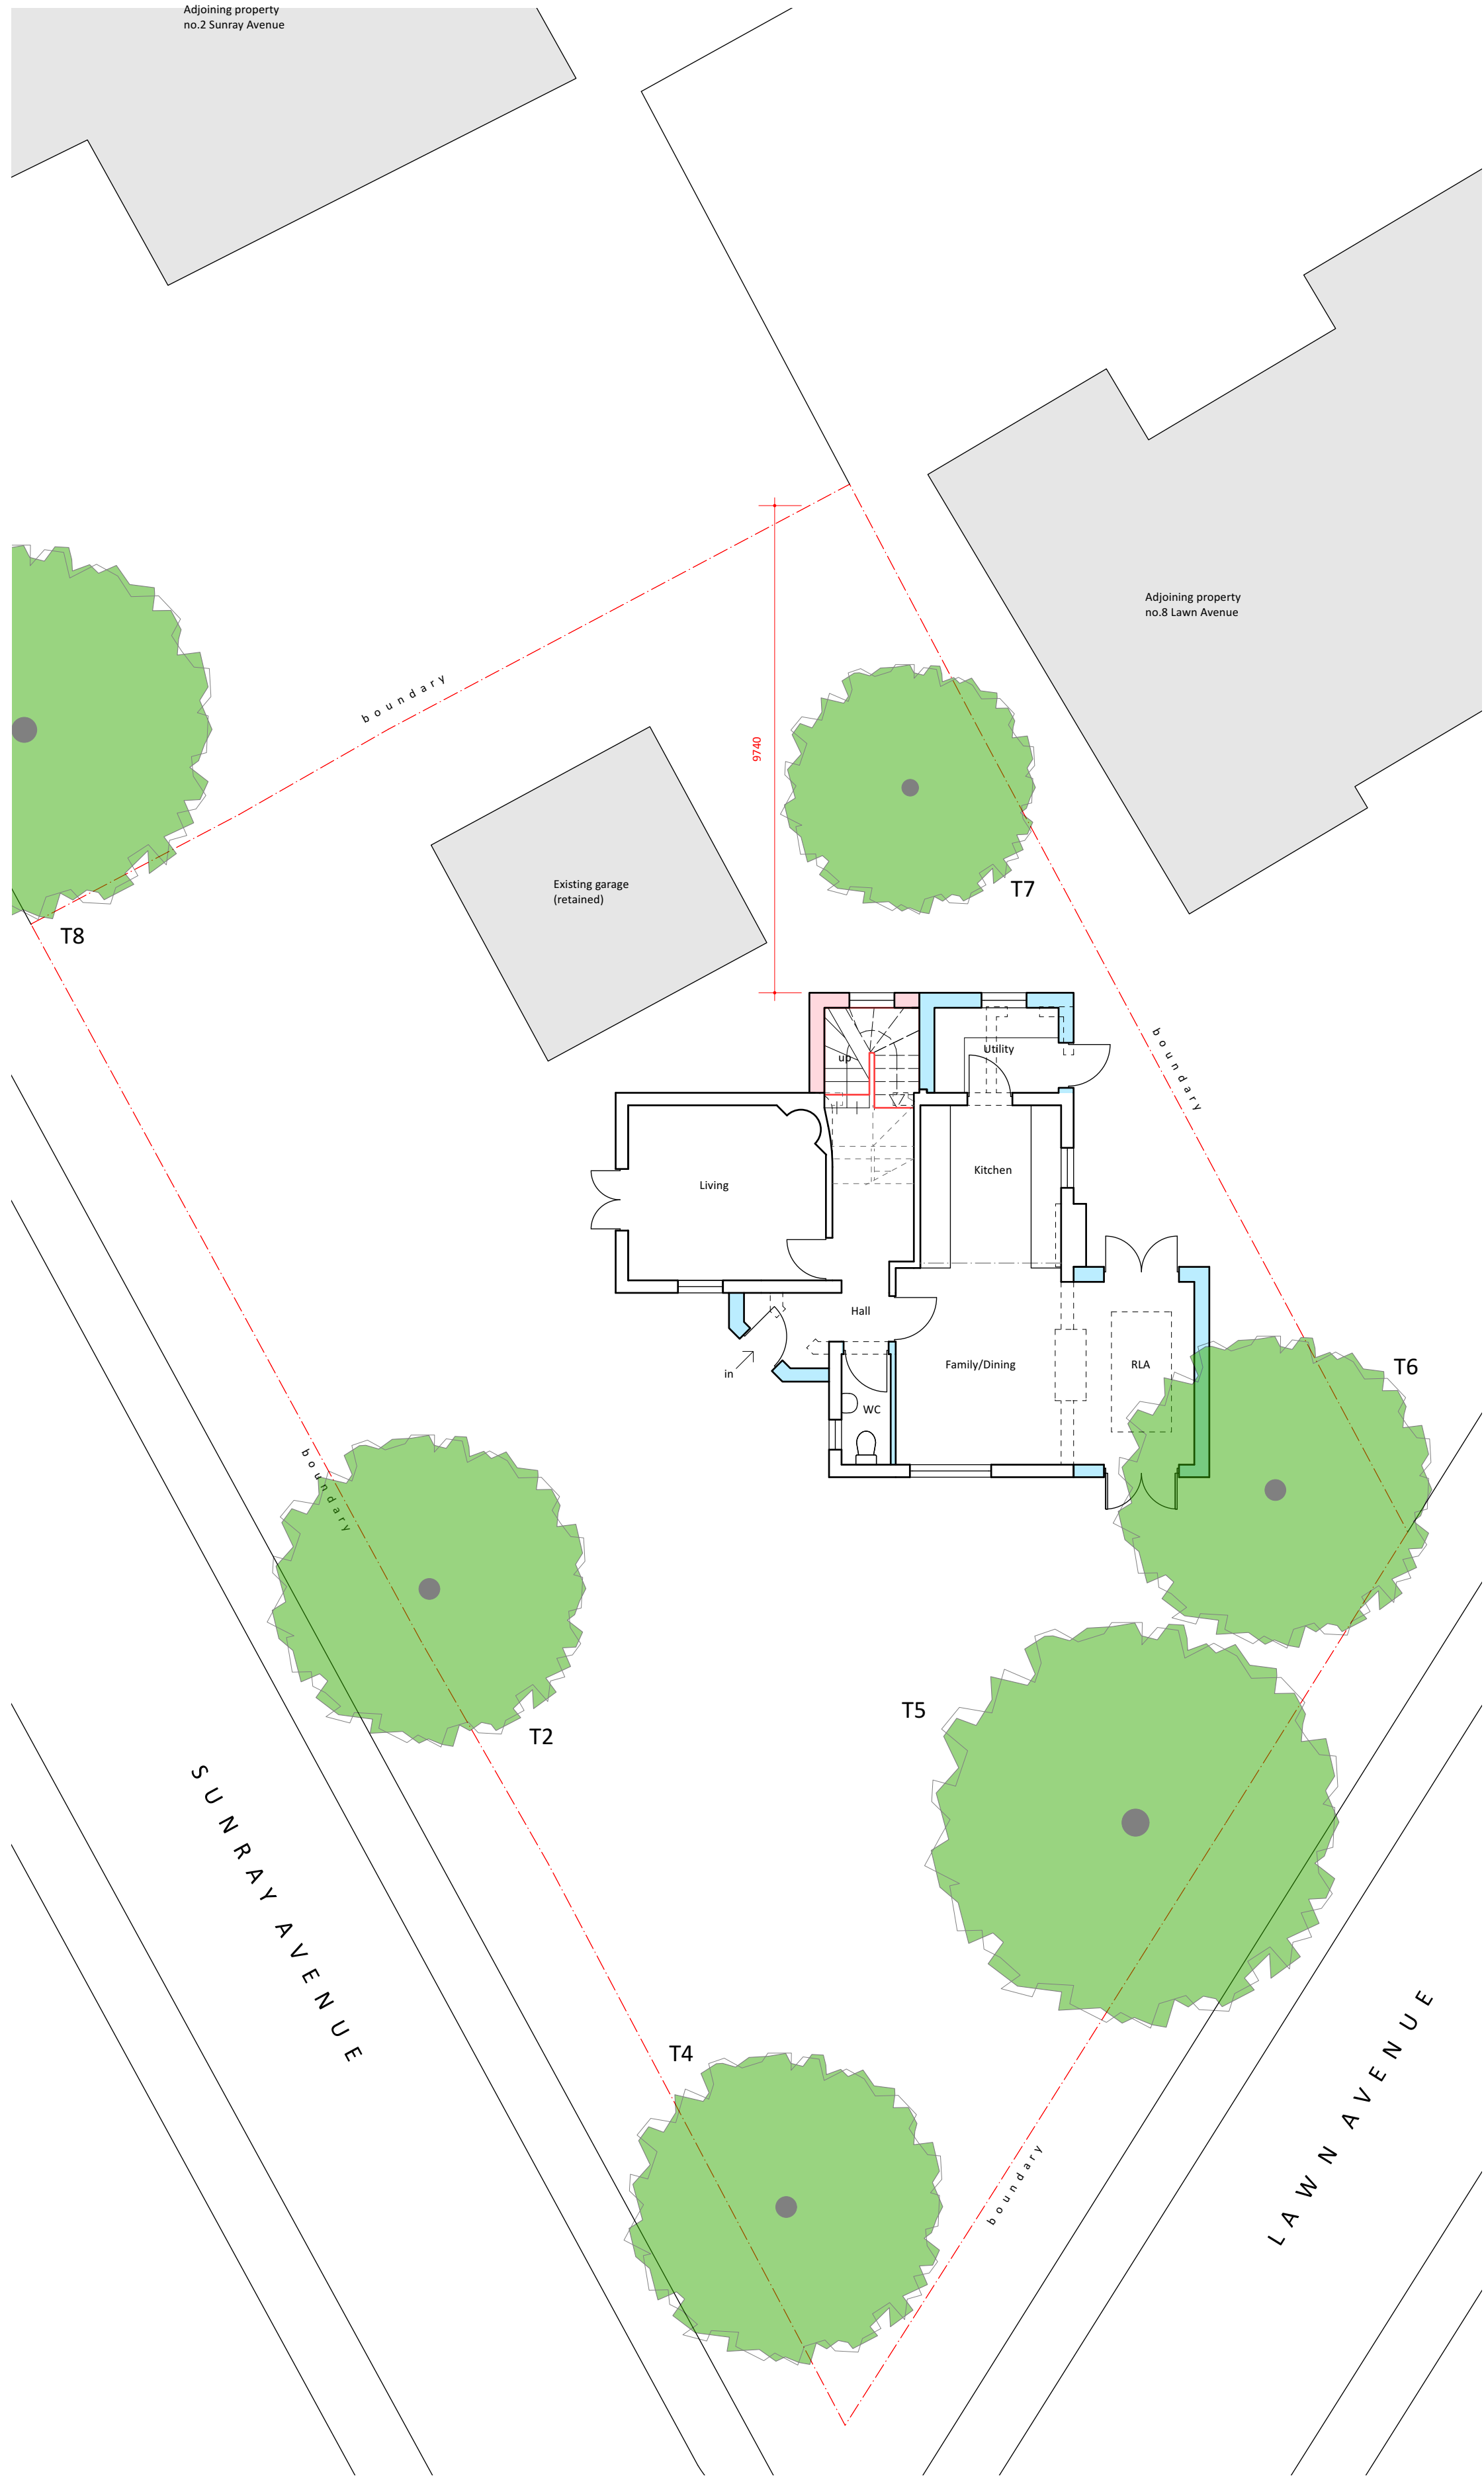 Adjoining property
no.2 Sunray Avenue
Adjoining property
no.8 Lawn Avenue
boundary
9740
Existing garage
(retained)
T7
T8
boundary
up
Utility
Kitchen
Living
Hall
in
Family/Dining
RLA
WC
T6
boundary
T5
T2
SUNRAY AVENUE
LAWN AVENUE
T4
boundary